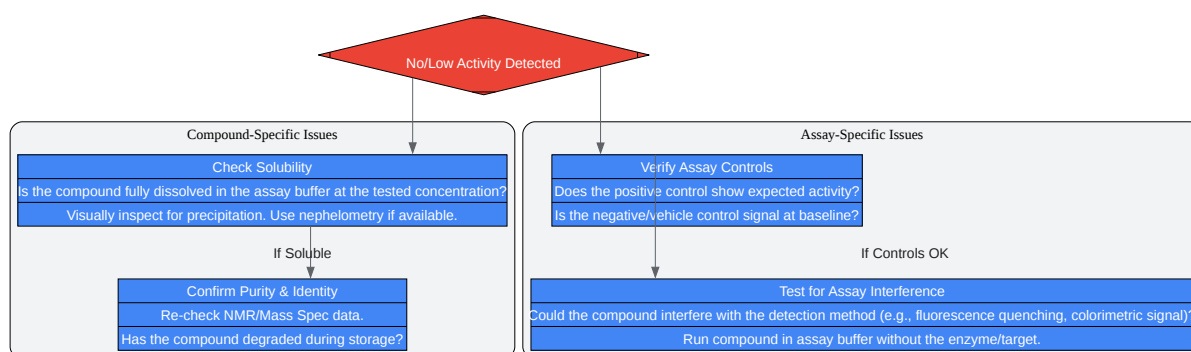 No/Low Activity Detected
Compound-Specific Issues
Check Solubility
Is the compound fully dissolved in the assay buffer at the tested concentration?
Visually inspect for precipitation. Use nephelometry if available.
If Soluble
Confirm Purity & Identity
Re-check NMR/Mass Spec data.
Has the compound degraded during storage?
Assay-Specific Issues
Verify Assay Controls
Does the positive control show expected activity?
Is the negative/vehicle control signal at baseline?
If Controls OK
Test for Assay Interference
Could the compound interfere with the detection method (e.g., fluorescence quenching, colorimetric signal)?
Run compound in assay buffer without the enzyme/target.